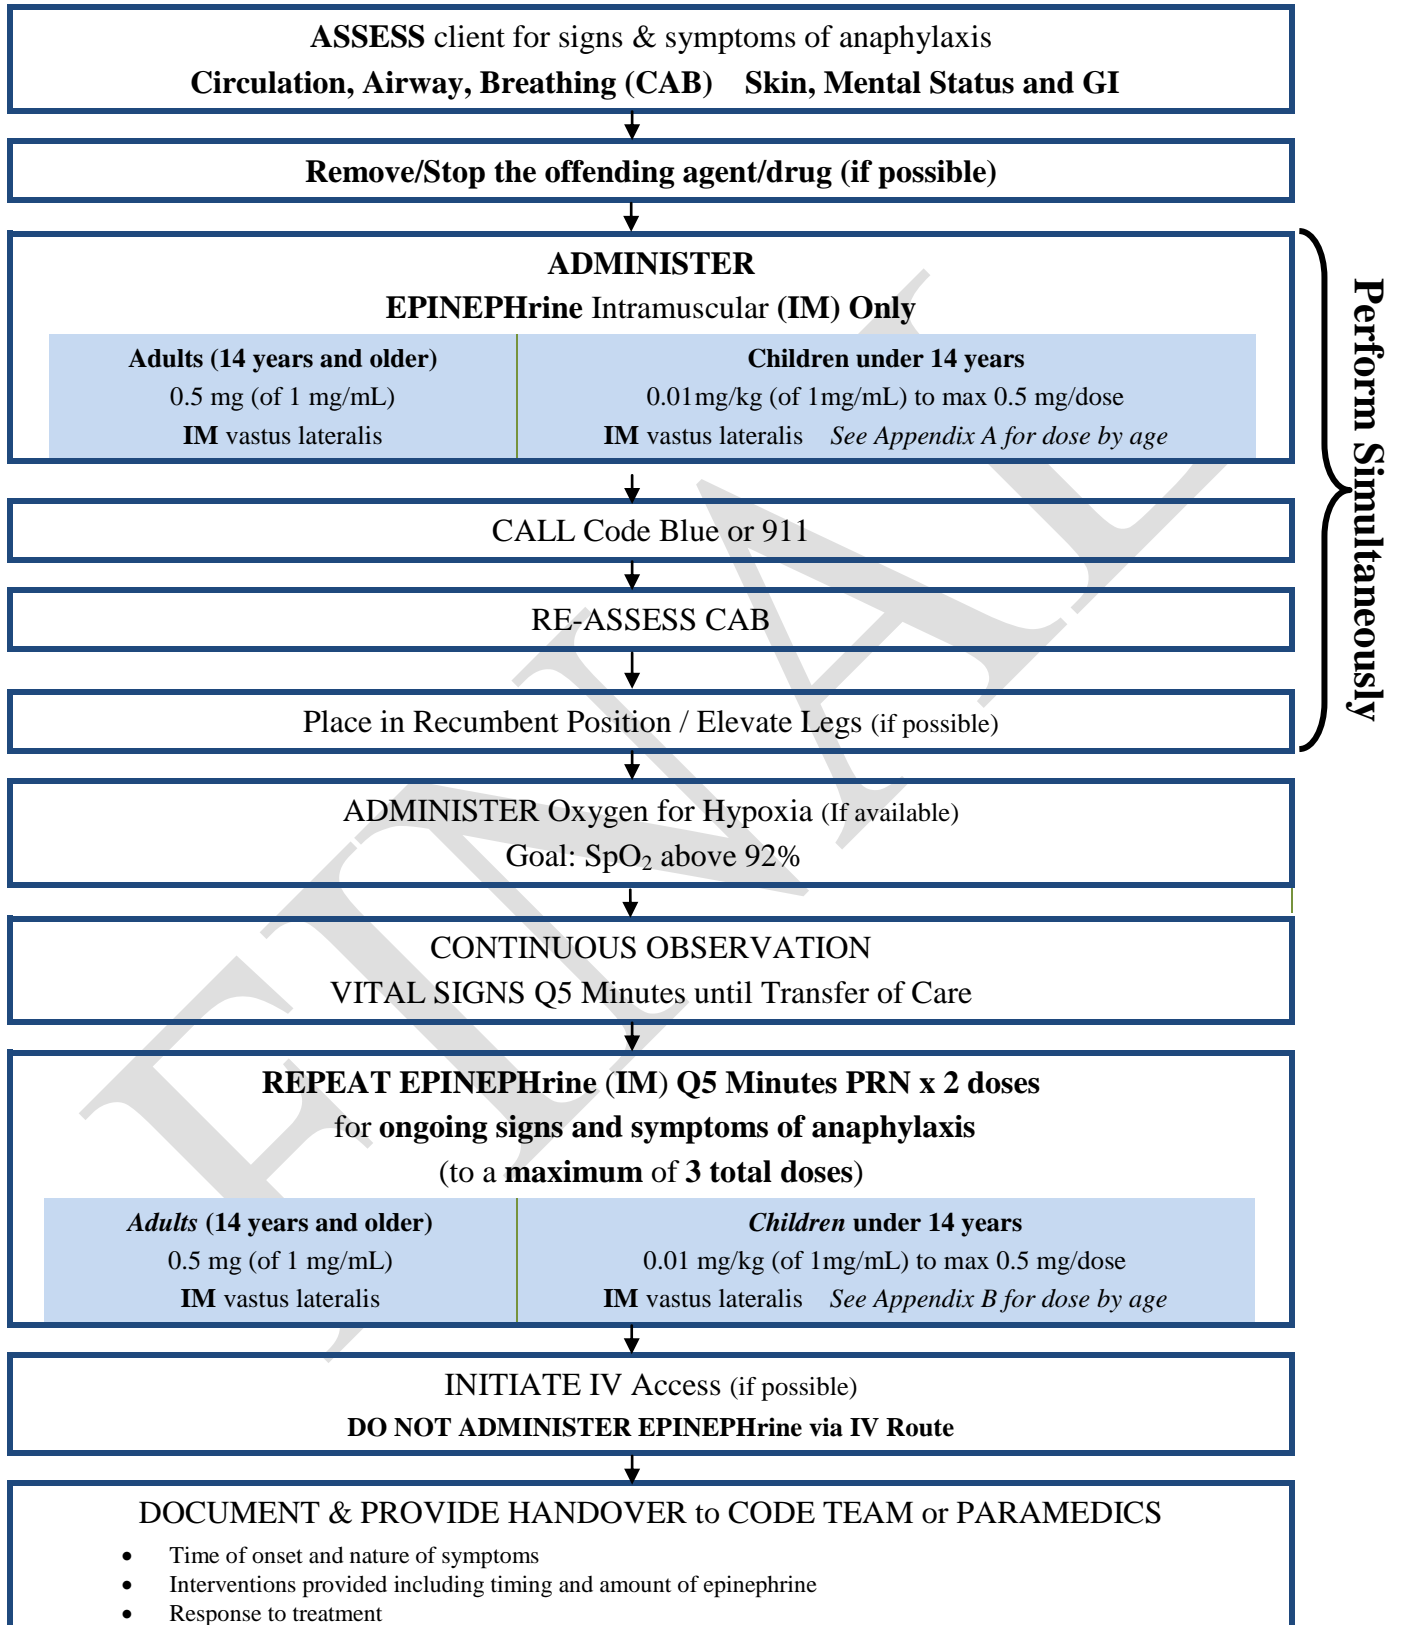 ASSESS client for signs & symptoms of anaphylaxis
Circulation, Airway, Breathing (CAB) Skin, Mental Status and GI
Remove/Stop the offending agent/drug (if possible)
ADMINISTER
EPINEPHrine Intramuscular (IM) Only
Adults (14 years and older)
0.5 mg (of 1 mg/mL)
IM vastus lateralis
Children under 14 years
0.01mg/kg (of 1mg/mL) to max 0.5 mg/dose
IM vastus lateralis See Appendix A for dose by age
CALL Code Blue or 911
RE-ASSESS CAB
Place in Recumbent Position / Elevate Legs (if possible)
Perform Simultaneously
ADMINISTER Oxygen for Hypoxia (If available)
Goal: SpO₂ above 92%
CONTINUOUS OBSERVATION
VITAL SIGNS Q5 Minutes until Transfer of Care
REPEAT EPINEPHrine (IM) Q5 Minutes PRN x 2 doses
for ongoing signs and symptoms of anaphylaxis
(to a maximum of 3 total doses)
Adults (14 years and older)
0.5 mg (of 1 mg/mL)
IM vastus lateralis
Children under 14 years
0.01 mg/kg (of 1mg/mL) to max 0.5 mg/dose
IM vastus lateralis See Appendix B for dose by age
INITIATE IV Access (if possible)
DO NOT ADMINISTER EPINEPHrine via IV Route
DOCUMENT & PROVIDE HANDOVER to CODE TEAM or PARAMEDICS
• Time of onset and nature of symptoms
• Interventions provided including timing and amount of epinephrine
• Response to treatment
FINAL